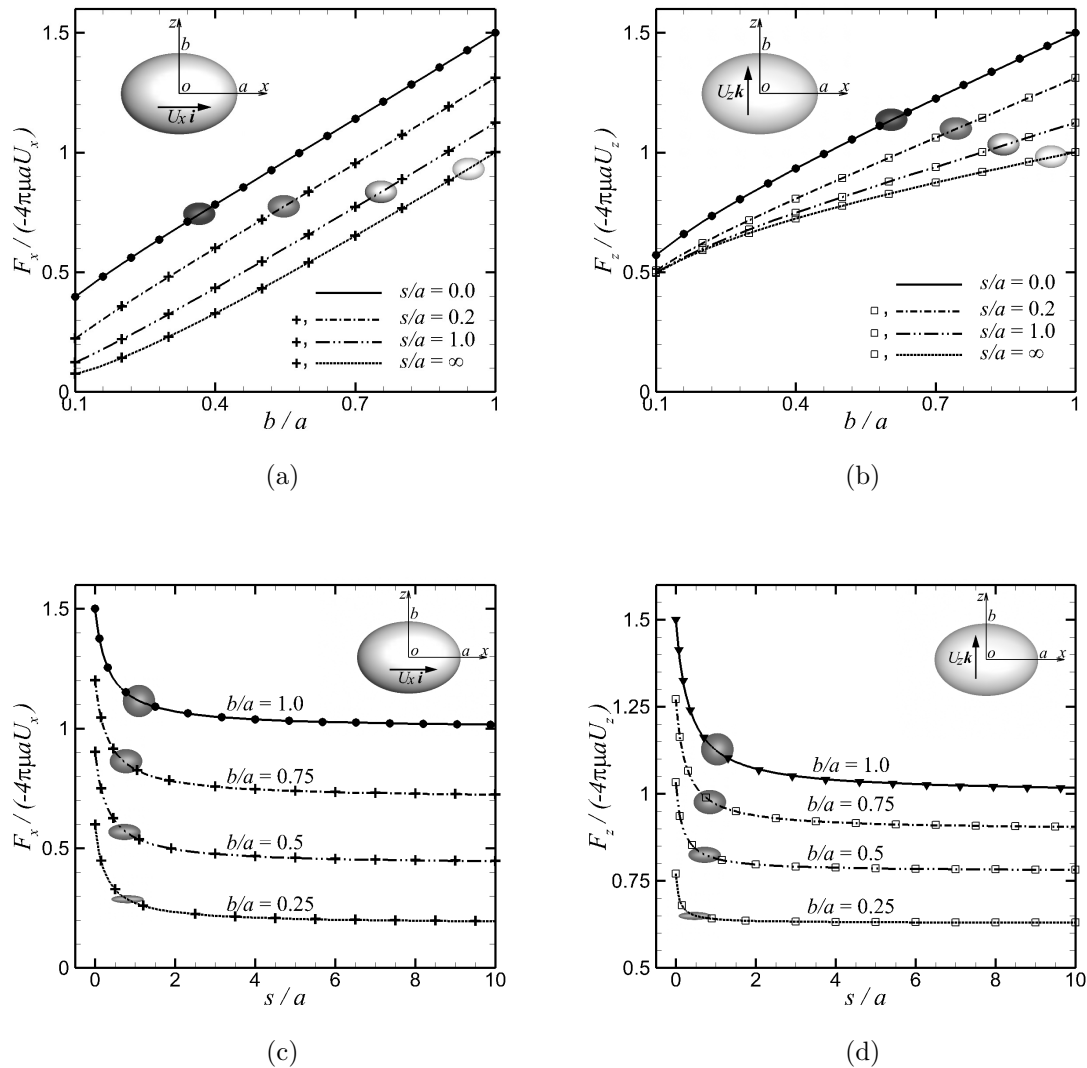 z
b
o
a
x
Uxi
F_x / (-4πμaU_x)
1.5
1
0.5
0
s/a = 0.0
+, s/a = 0.2
+, s/a = 1.0
+, s/a = ∞
0.1 0.4 0.7 1
b / a
(a)
z
b
Uzk
o
a
x
F_z / (-4πμaU_z)
1.5
1
0.5
0
s/a = 0.0
, s/a = 0.2
, s/a = 1.0
, s/a = ∞
0.1 0.4 0.7 1
b / a
(b)
z
b
o
a
x
Uxi
F_x / (-4πμaU_x)
1.5
1
0.5
0
b/a = 1.0
b/a = 0.75
b/a = 0.5
b/a = 0.25
0 2 4 6 8 10
s / a
(c)
z
b
Uzk
o
a
x
F_z / (-4πμaU_z)
1.5
1.25
1
0.75
0.5
b/a = 1.0
b/a = 0.75
b/a = 0.5
b/a = 0.25
0 2 4 6 8 10
s / a
(d)